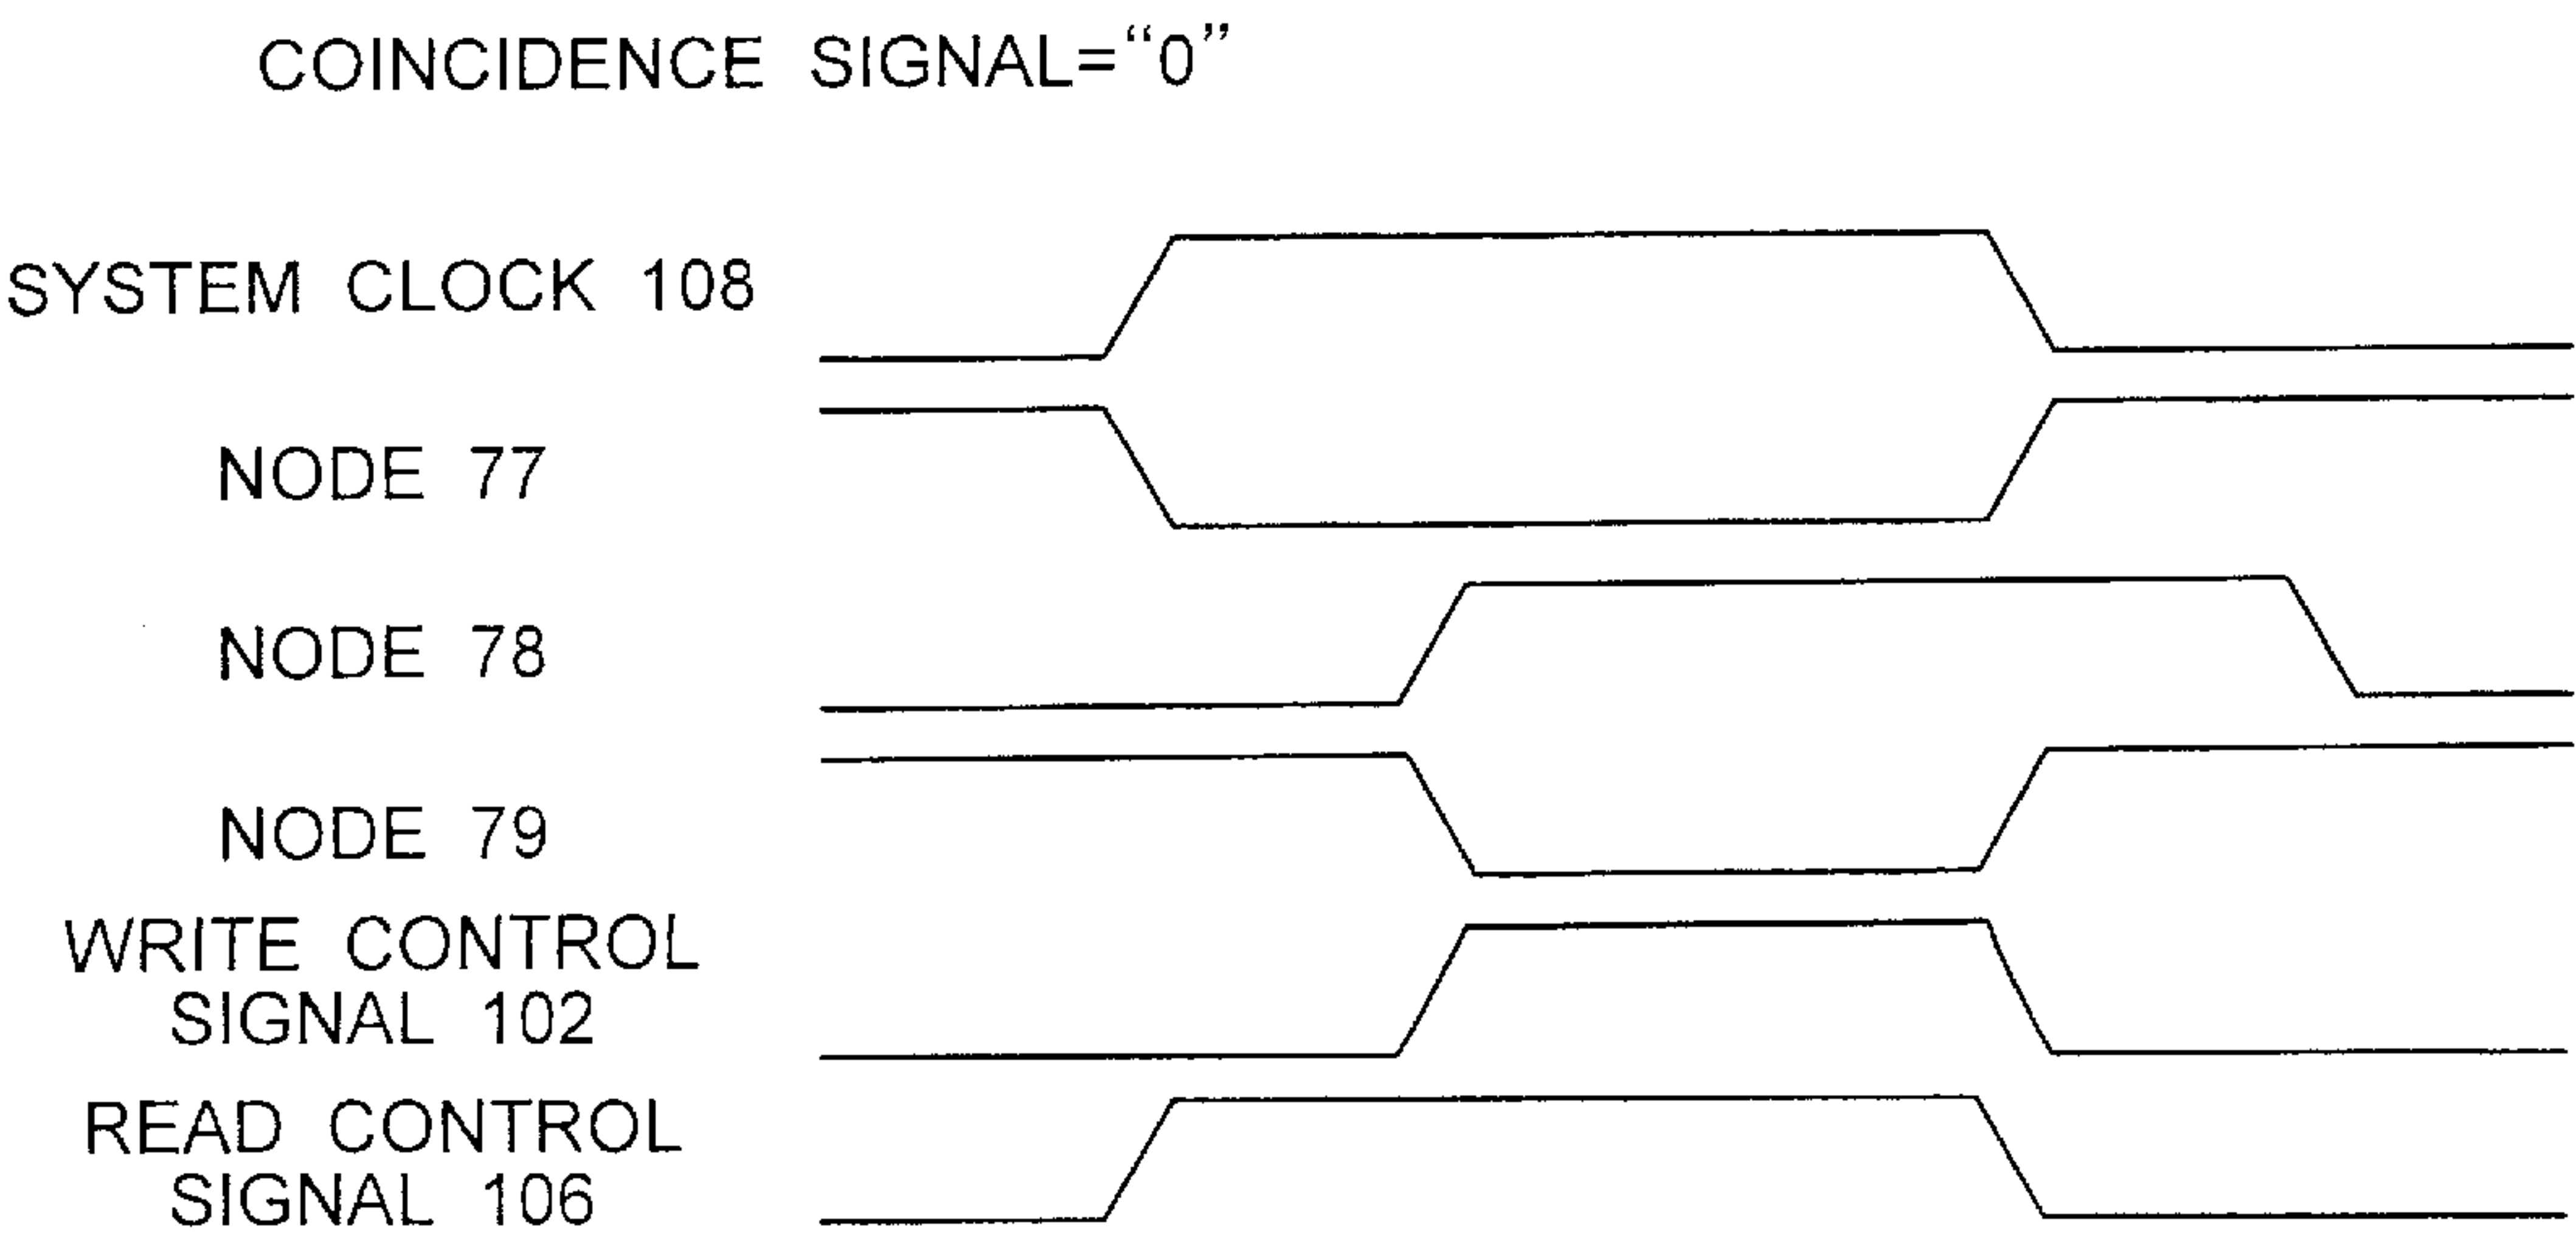 COINCIDENCE SIGNAL=“0”
SYSTEM CLOCK 108
NODE 77
NODE 78
NODE 79
WRITE CONTROL
SIGNAL 102
READ CONTROL
SIGNAL 106